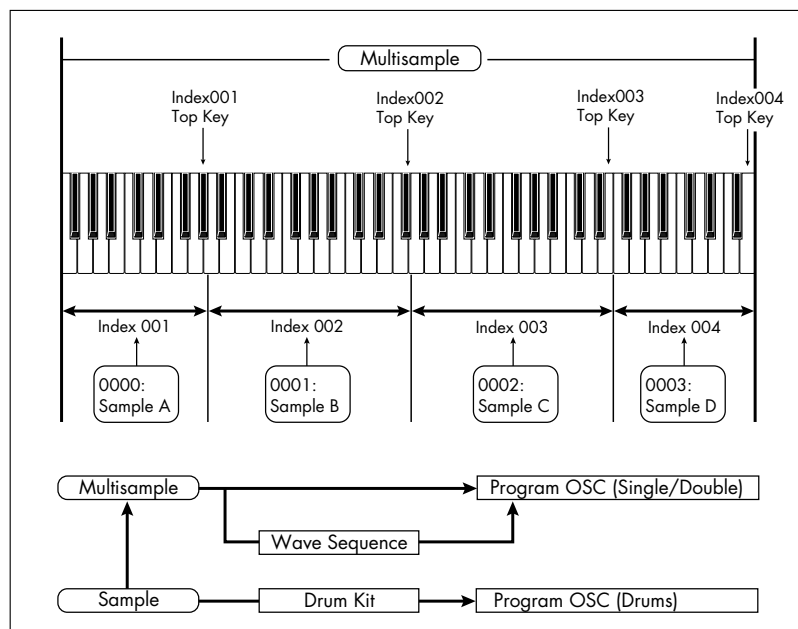 Multisample
Index001
Top Key
Index002
Top Key
Index003
Top Key
Index004
Top Key
Index 001
Index 002
Index 003
Index 004
0000:
Sample A
0001:
Sample B
0002:
Sample C
0003:
Sample D
Multisample
Program OSC (Single/Double)
Wave Sequence
Sample
Drum Kit
Program OSC (Drums)